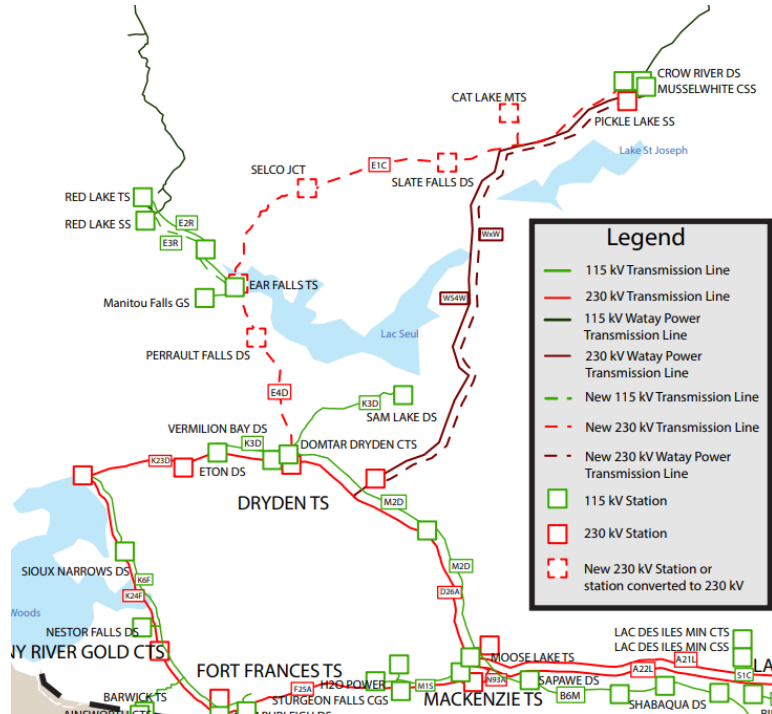 CROW RIVER DS
MUSSELWHITE CSS
CAT LAKE MTS
PICKLE LAKE SS
Lake St Joseph
E1C
SELCO JCT
SLATE FALLS DS
RED LAKE TS
RED LAKE SS
E2R
E3R
WxW
EAR FALLS TS
Manitou Falls GS
W54W
Lac Seul
PERRAULT FALLS DS
E4D
K3D
SAM LAKE DS
VERMILION BAY DS
K3D
DOMTAR DRYDEN CTS
K23D
ETON DS
DRYDEN TS
M2D
M2D
D26A
SIOUX NARROWS DS
K6F
K24F
Woods
NESTOR FALLS DS
NY RIVER GOLD CTS
FORT FRANCES TS
H2O POWER
STURGEON FALLS CGS
F25A
M1S
MOOSE LAKE TS
MACKENZIE TS
N93A
SAPAWE DS
B6M
A22L
A21L
LAC DES ILES MIN CTS
LAC DES ILES MIN CSS
LA
S1C
SHABAQUA DS
BARWICK TS
Legend
115 kV Transmission Line
230 kV Transmission Line
115 kV Watay Power
Transmission Line
230 kV Watay Power
Transmission Line
New 115 kV Transmission Line
New 230 kV Transmission Line
New 230 kV Watay Power
Transmission Line
115 kV Station
230 kV Station
New 230 kV Station or
station converted to 230 kV